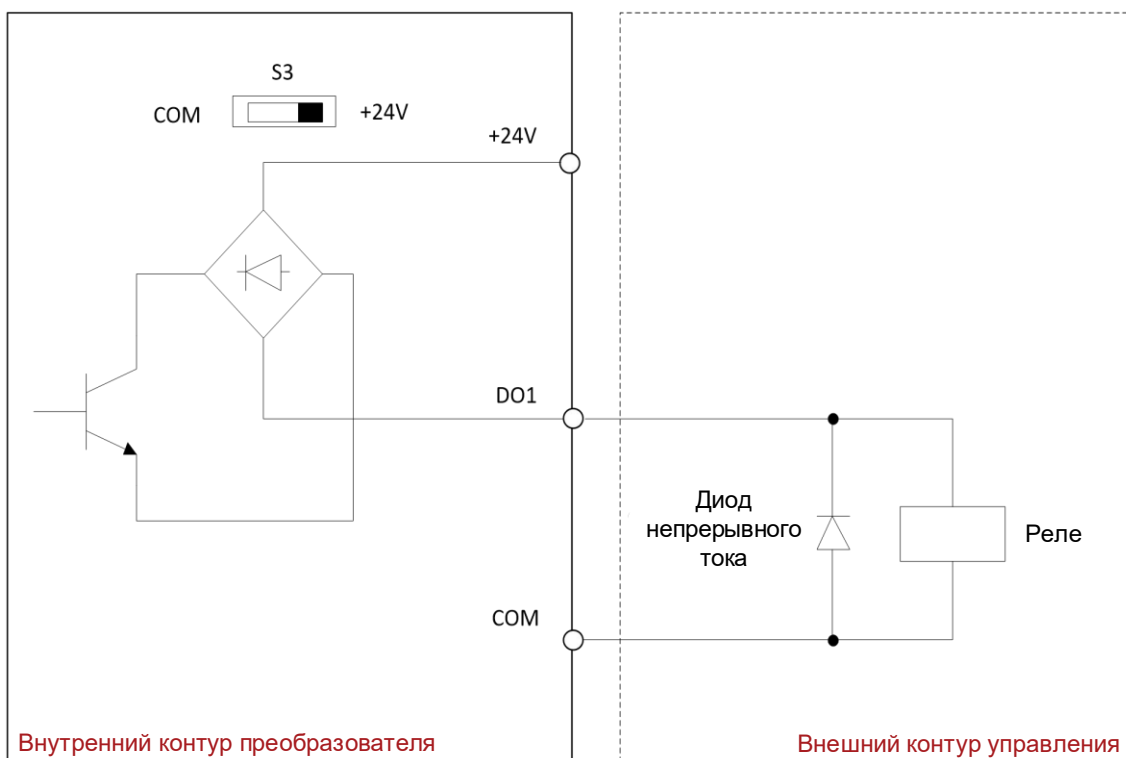 S3
COM
+24V
+24V
DO1
Диод
непрерывного
тока
Реле
COM
Внутренний контур преобразователя
Внешний контур управления